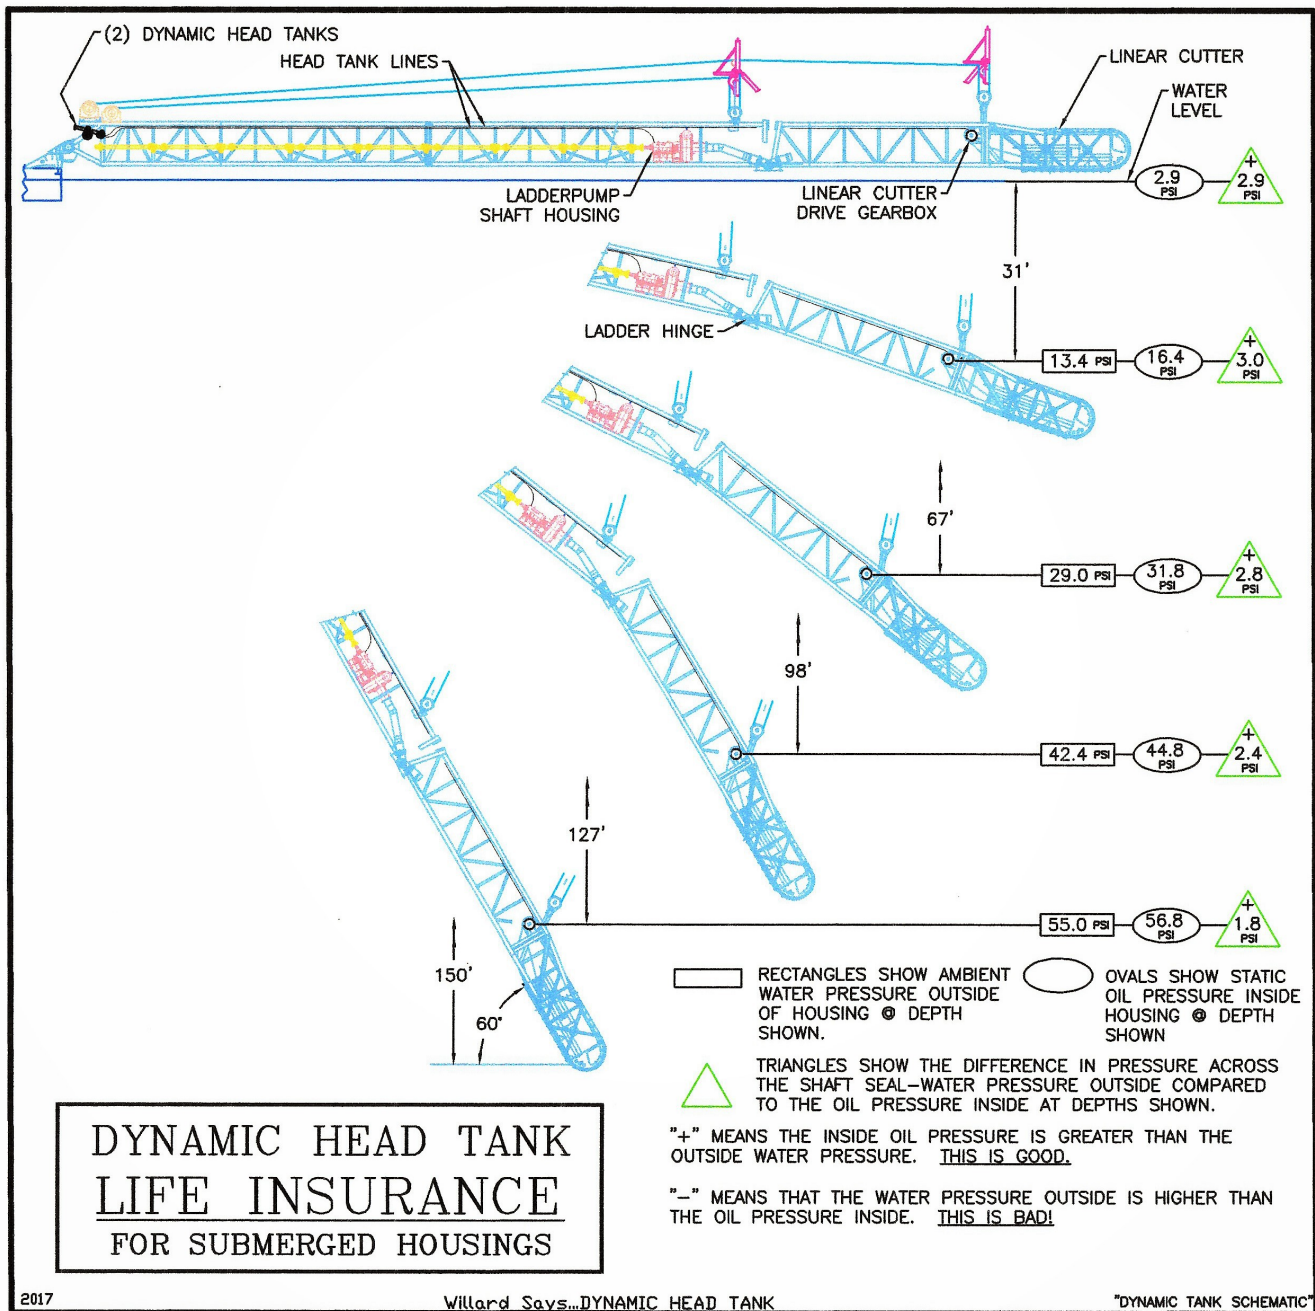 (2) DYNAMIC HEAD TANKS
HEAD TANK LINES
LINEAR CUTTER
WATER
LEVEL
LADDERPUMP
SHAFT HOUSING
LINEAR CUTTER
DRIVE GEARBOX
2.9
PSI
+
2.9
PSI
31'
LADDER HINGE
13.4 PSI
16.4
PSI
+
3.0
PSI
67'
29.0 PSI
31.8
PSI
+
2.8
PSI
98'
42.4 PSI
44.8
PSI
+
2.4
PSI
127'
55.0 PSI
56.8
PSI
+
1.8
PSI
150'
60°
RECTANGLES SHOW AMBIENT
WATER PRESSURE OUTSIDE
OF HOUSING @ DEPTH
SHOWN.
OVALS SHOW STATIC
OIL PRESSURE INSIDE
HOUSING @ DEPTH
SHOWN
TRIANGLES SHOW THE DIFFERENCE IN PRESSURE ACROSS
THE SHAFT SEAL-WATER PRESSURE OUTSIDE COMPARED
TO THE OIL PRESSURE INSIDE AT DEPTHS SHOWN.
"+" MEANS THE INSIDE OIL PRESSURE IS GREATER THAN THE
OUTSIDE WATER PRESSURE. THIS IS GOOD.
"-" MEANS THAT THE WATER PRESSURE OUTSIDE IS HIGHER THAN
THE OIL PRESSURE INSIDE. THIS IS BAD!
DYNAMIC HEAD TANK
LIFE INSURANCE
FOR SUBMERGED HOUSINGS
2017
Willard Says...DYNAMIC HEAD TANK
"DYNAMIC TANK SCHEMATIC"